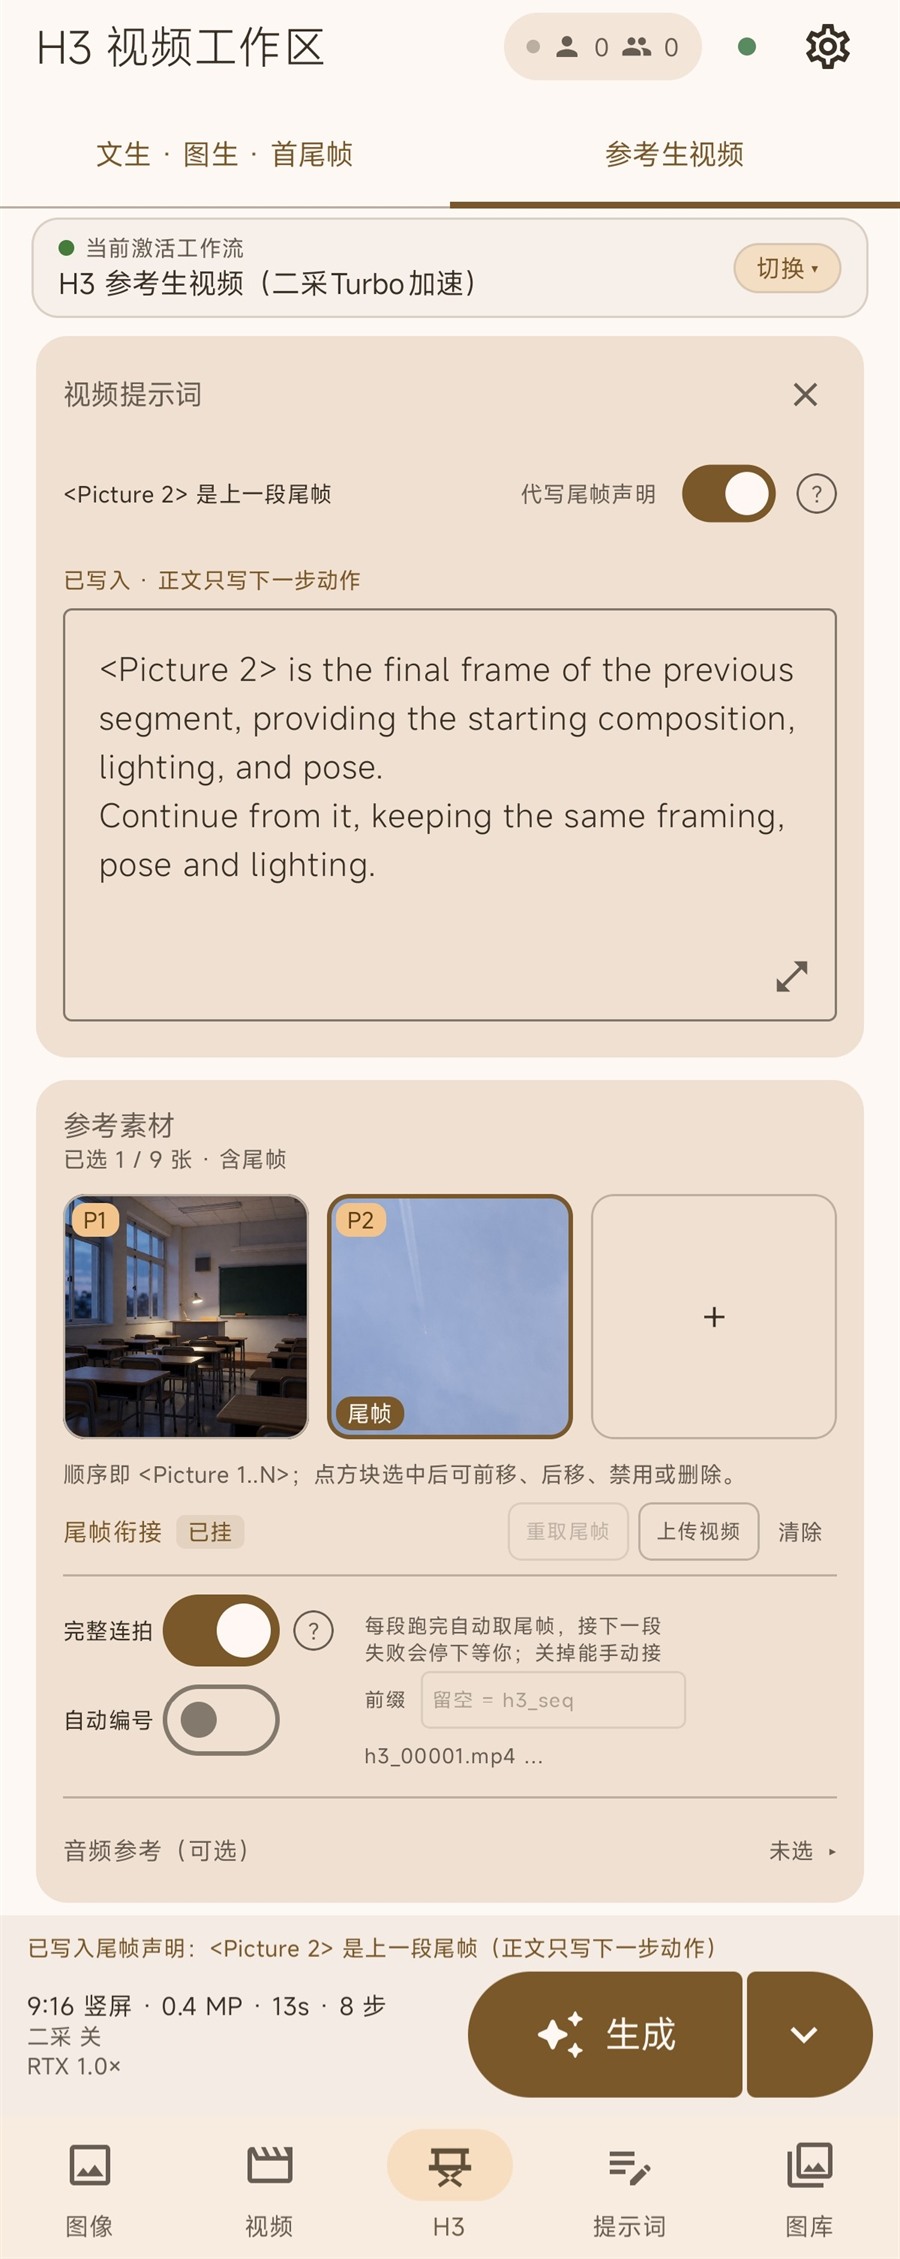 H3 视频工作区
0 0
文生 · 图生 · 首尾帧
参考生视频
当前激活工作流
H3 参考生视频（二采Turbo加速）
切换 ▾
视频提示词
<Picture 2> 是上一段尾帧
代写尾帧声明
?
已写入 · 正文只写下一步动作
<Picture 2> is the final frame of the previous
segment, providing the starting composition,
lighting, and pose.
Continue from it, keeping the same framing,
pose and lighting.
参考素材
已选 1 / 9 张 · 含尾帧
P1
P2
尾帧
+
顺序即 <Picture 1..N>；点方块选中后可前移、后移、禁用或删除。
尾帧衔接
已挂
重取尾帧
上传视频
清除
完整连拍
?
每段跑完自动取尾帧，接下一段
失败会停下等你；关掉能手动接
自动编号
前缀
留空 = h3_seq
h3_00001.mp4 ...
音频参考（可选）
未选 ▸
已写入尾帧声明：<Picture 2> 是上一段尾帧（正文只写下一步动作）
9:16 竖屏 · 0.4 MP · 13s · 8 步
二采 关
RTX 1.0×
生成
图像
视频
H3
提示词
图库